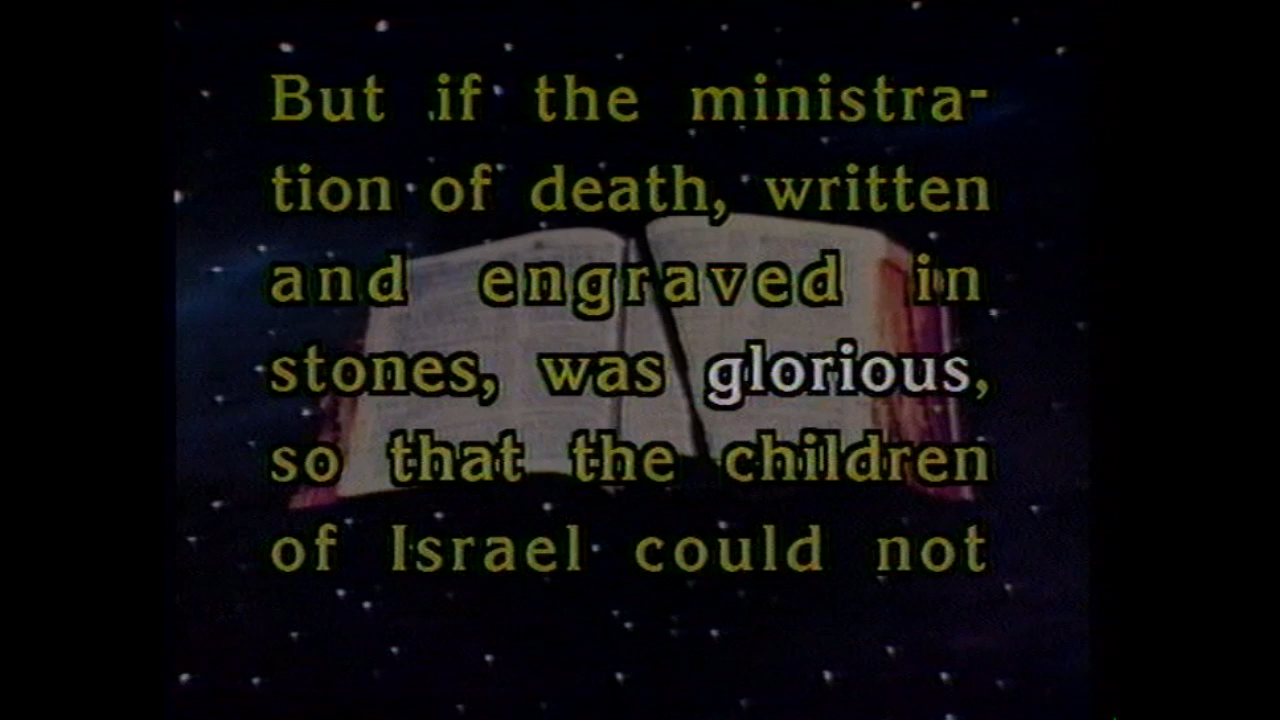 But if the ministra-
tion of death, written
and engraved in
stones, was glorious,
so that the children
of Israel could not